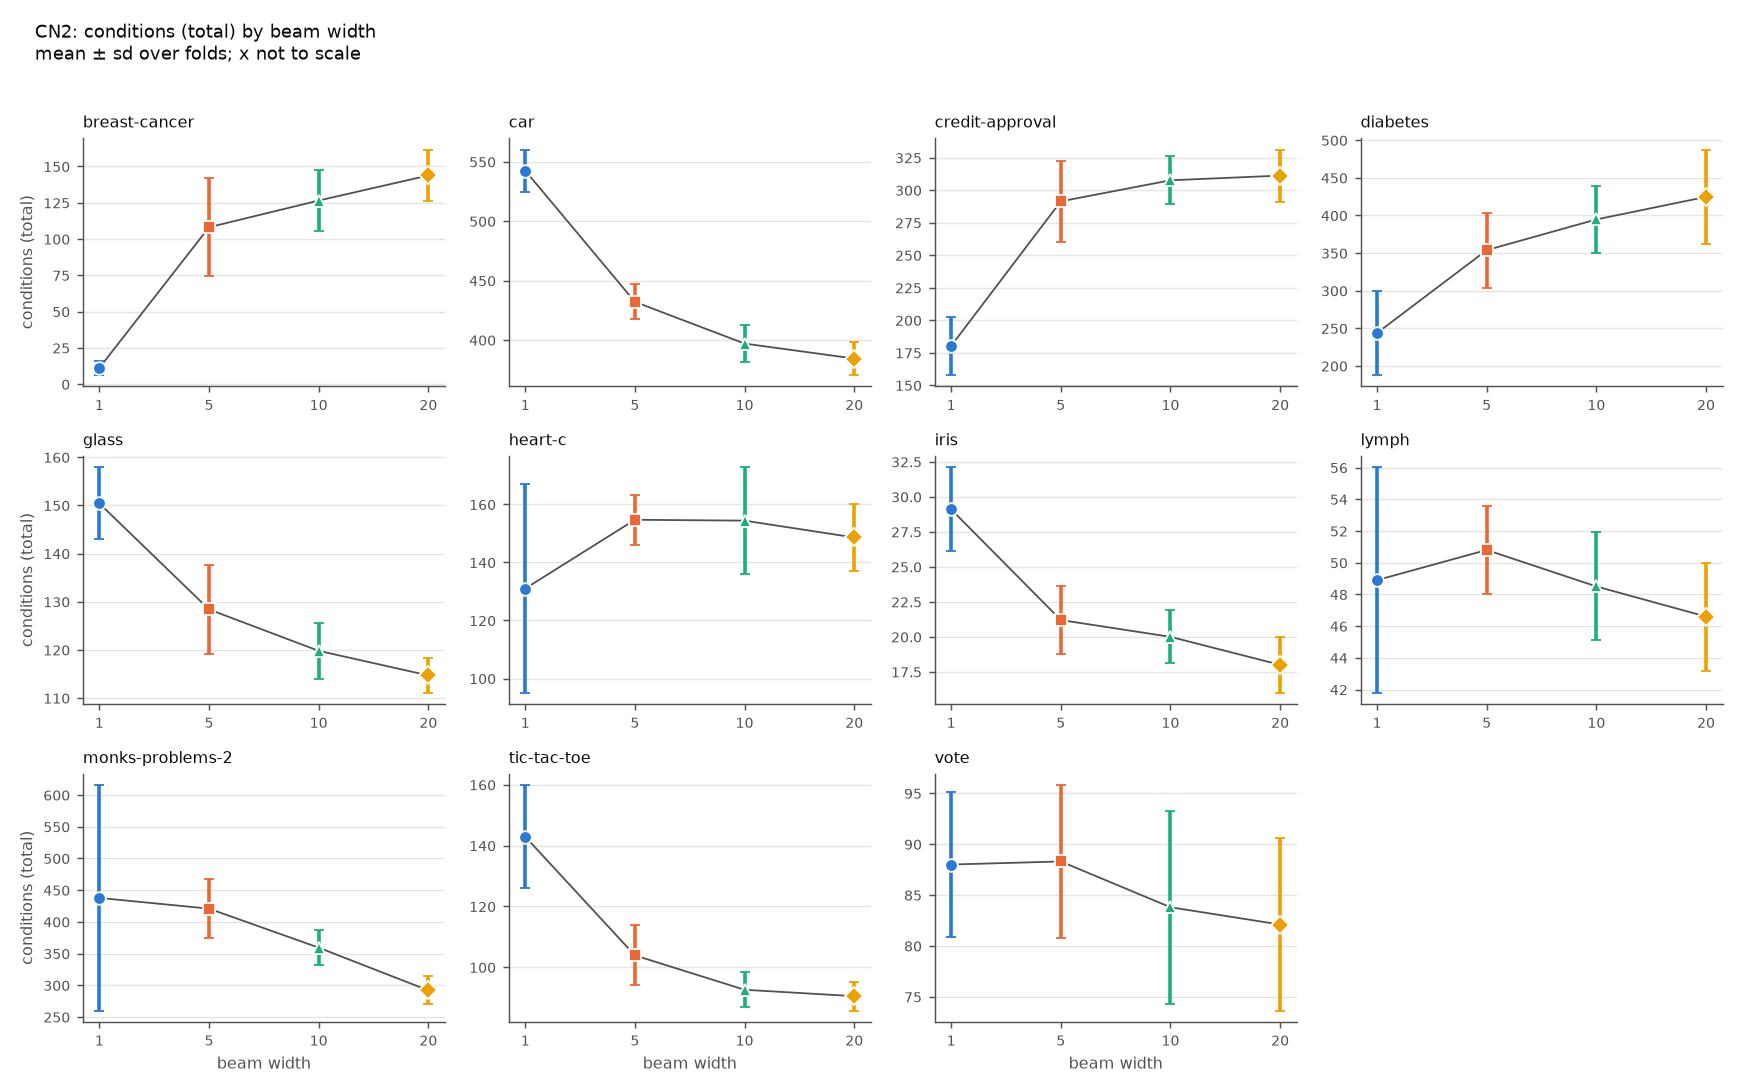 CN2: conditions (total) by beam width
mean ± sd over folds; x not to scale
breast-cancer
conditions (total)
150
125
100
75
50
25
0
1 5 10 20
car
550
500
450
400
1 5 10 20
credit-approval
325
300
275
250
225
200
175
150
1 5 10 20
diabetes
500
450
400
350
300
250
200
1 5 10 20
glass
conditions (total)
160
150
140
130
120
110
1 5 10 20
heart-c
160
140
120
100
1 5 10 20
iris
32.5
30.0
27.5
25.0
22.5
20.0
17.5
1 5 10 20
lymph
56
54
52
50
48
46
44
42
1 5 10 20
monks-problems-2
conditions (total)
600
550
500
450
400
350
300
250
1 5 10 20
beam width
tic-tac-toe
160
140
120
100
1 5 10 20
beam width
vote
95
90
85
80
75
1 5 10 20
beam width